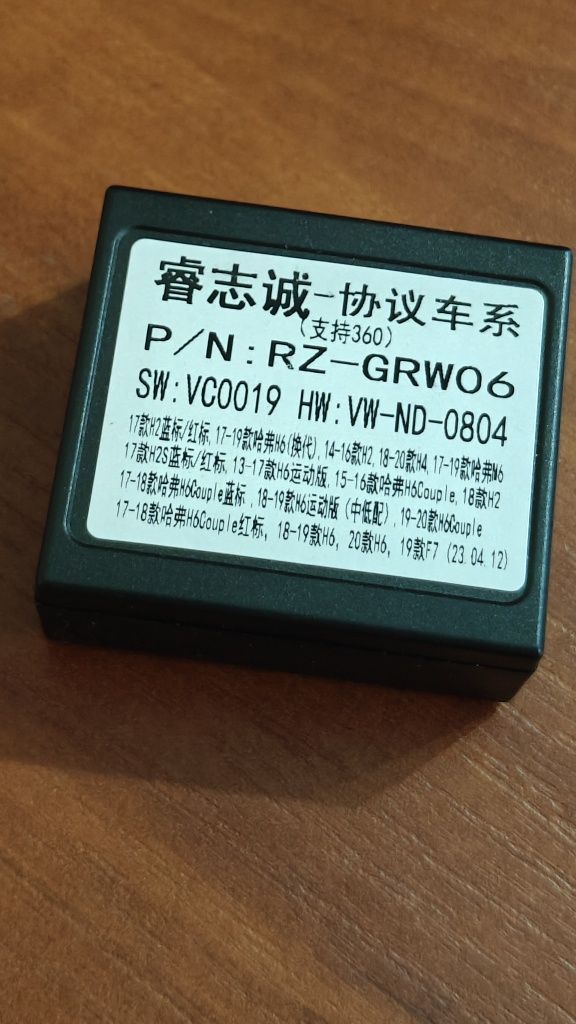 睿志诚-协议车系
(支持360)
P/N:RZ-GRW06
SW:VC0019 HW:VW-ND-0804
17款H2蓝标/红标, 17-19款哈弗H6(换代), 14-16款H2, 18-20款H4, 17-19款哈弗M6
17款H2S蓝标/红标, 13-17款H6运动版, 15-16款哈弗H6Couple, 18款H2
17-18款哈弗H6Couple蓝标, 18-19款H6运动版 (中低配), 19-20款H6Couple
17-18款哈弗H6Couple红标, 18-19款H6, 20款H6, 19款F7 (23.04.12)